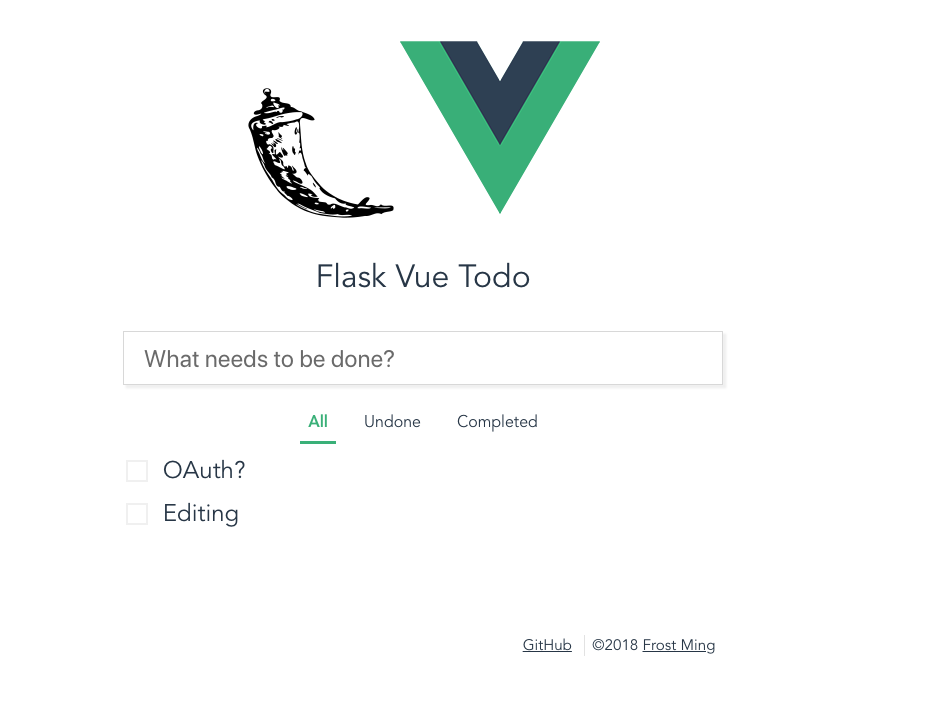 Flask Vue Todo
What needs to be done?
All Undone Completed
OAuth?
Editing
GitHub ©2018 Frost Ming